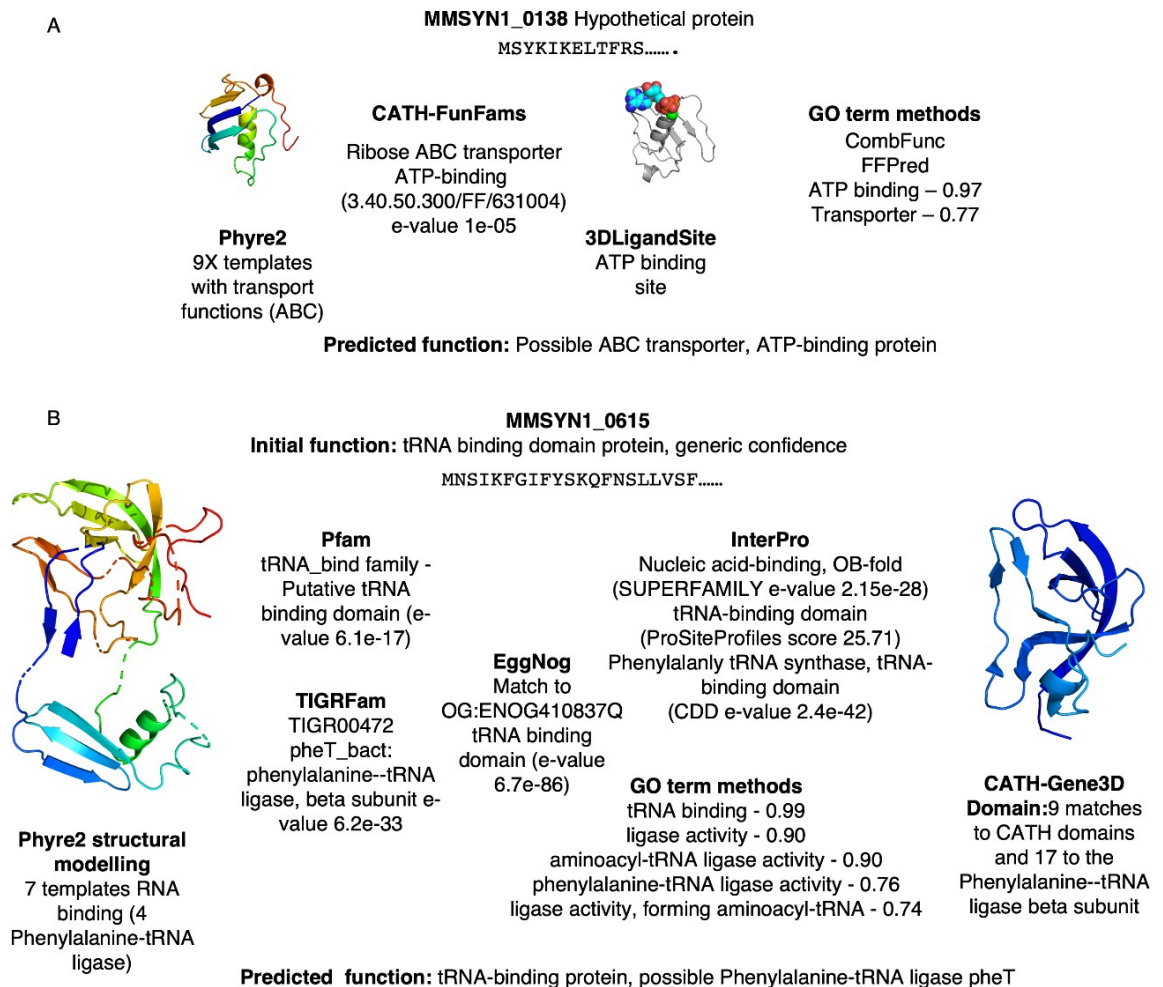 A
MMSYN1_0138 Hypothetical protein
MSYKIKELTFRS.......
CATH-FunFams
Ribose ABC transporter
ATP-binding
(3.40.50.300/FF/631004)
e-value 1e-05
GO term methods
CombFunc
FFPred
ATP binding – 0.97
Transporter – 0.77
Phyre2
9X templates
with transport
functions (ABC)
3DLigandSite
ATP binding
site
Predicted function: Possible ABC transporter, ATP-binding protein
B
MMSYN1_0615
Initial function: tRNA binding domain protein, generic confidence
MNSIKFGIFYSKQFNSLLVSF......
Pfam
tRNA_bind family -
Putative tRNA
binding domain (e-
value 6.1e-17)
InterPro
Nucleic acid-binding, OB-fold
(SUPERFAMILY e-value 2.15e-28)
tRNA-binding domain
(ProSiteProfiles score 25.71)
Phenylalanly tRNA synthase, tRNA-
binding domain
(CDD e-value 2.4e-42)
EggNog
Match to
OG:ENOG410837Q
tRNA binding
domain (e-value
6.7e-86)
TIGRFam
TIGR00472
pheT_bact:
phenylalanine--tRNA
ligase, beta subunit e-
value 6.2e-33
GO term methods
tRNA binding - 0.99
ligase activity - 0.90
aminoacyl-tRNA ligase activity - 0.90
phenylalanine-tRNA ligase activity - 0.76
ligase activity, forming aminoacyl-tRNA - 0.74
CATH-Gene3D
Domain:9 matches
to CATH domains
and 17 to the
Phenylalanine--tRNA
ligase beta subunit
Phyre2 structural
modelling
7 templates RNA
binding (4
Phenylalanine-tRNA
ligase)
Predicted function: tRNA-binding protein, possible Phenylalanine-tRNA ligase pheT